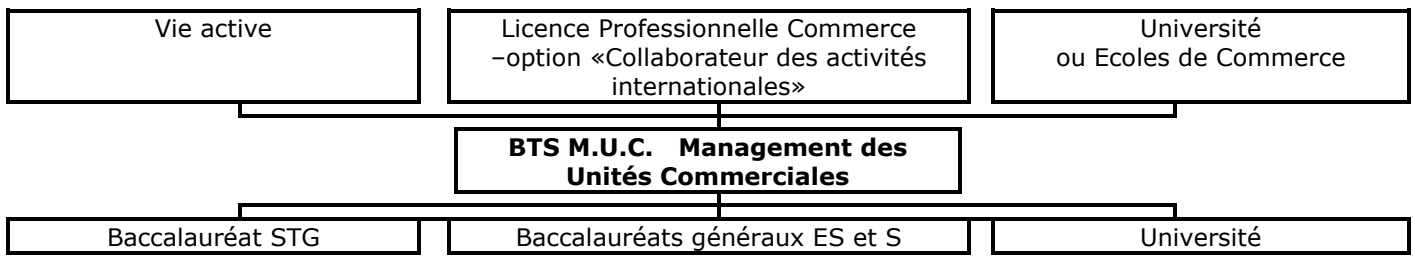 Vie active
Licence Professionnelle Commerce
–option «Collaborateur des activités
internationales»
Université
ou Ecoles de Commerce
BTS M.U.C. Management des
Unités Commerciales
Baccalauréat STG
Baccalauréats généraux ES et S
Université